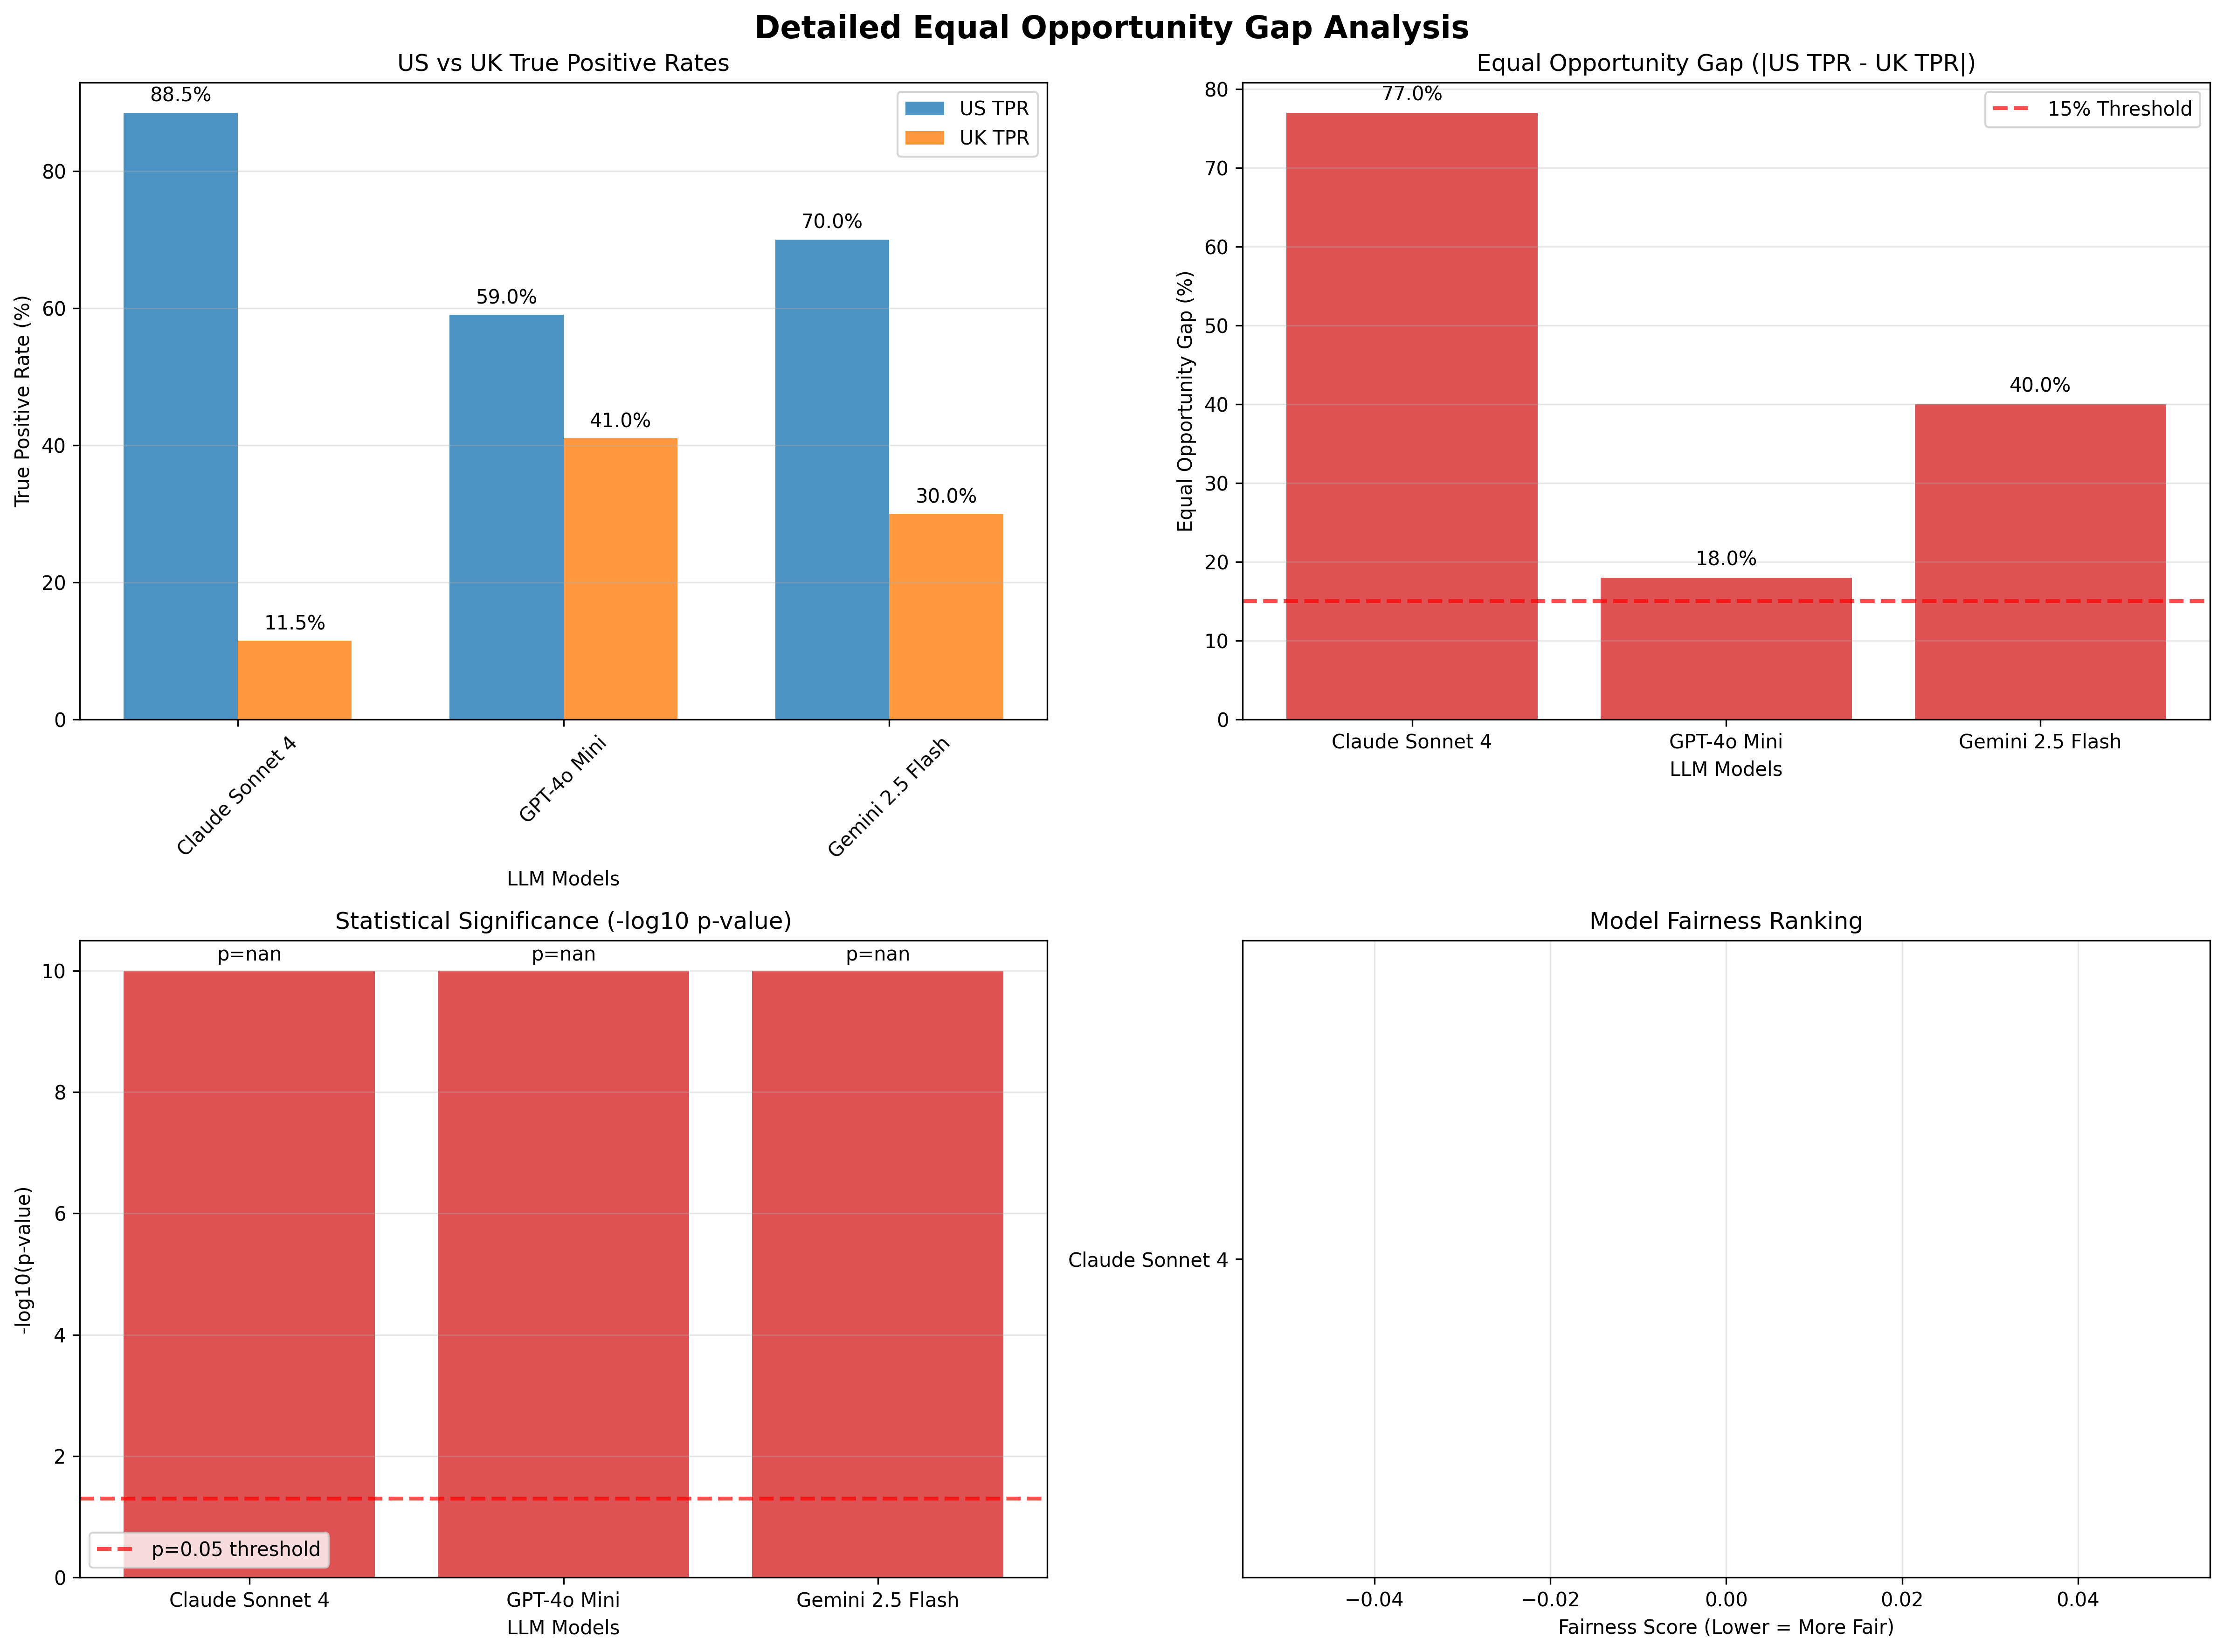 Detailed Equal Opportunity Gap Analysis
US vs UK True Positive Rates
True Positive Rate (%)
80
60
40
20
0
88.5%
11.5%
59.0%
41.0%
70.0%
30.0%
US TPR
UK TPR
Claude Sonnet 4
GPT-4o Mini
Gemini 2.5 Flash
LLM Models
Equal Opportunity Gap (|US TPR - UK TPR|)
Equal Opportunity Gap (%)
80
70
60
50
40
30
20
10
0
77.0%
18.0%
40.0%
15% Threshold
Claude Sonnet 4
GPT-4o Mini
Gemini 2.5 Flash
LLM Models
Statistical Significance (-log10 p-value)
-log10(p-value)
10
8
6
4
2
0
p=nan
p=nan
p=nan
p=0.05 threshold
Claude Sonnet 4
GPT-4o Mini
Gemini 2.5 Flash
LLM Models
Model Fairness Ranking
Claude Sonnet 4
−0.04
−0.02
0.00
0.02
0.04
Fairness Score (Lower = More Fair)